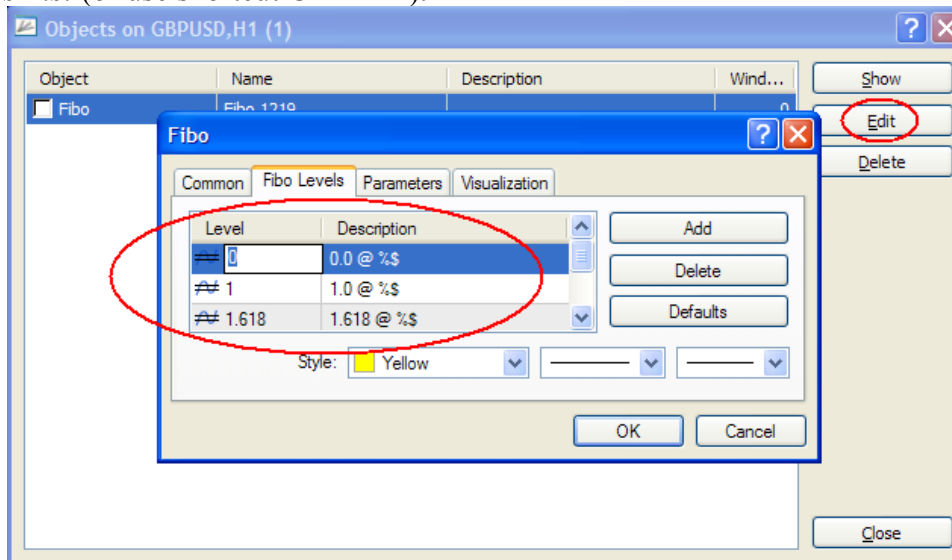 Objects on GBPUSD,H1 (1)
Object Name Description Wind... Show
Fibo Fibo 1219 0 Edit
Fibo
Delete
Common Fibo Levels Parameters Visualization
Level Description Add
0 0.0 @ %$
Delete
1 1.0 @ %$
Defaults
1.618 1.618 @ %$
Style: Yellow
OK Cancel
Close